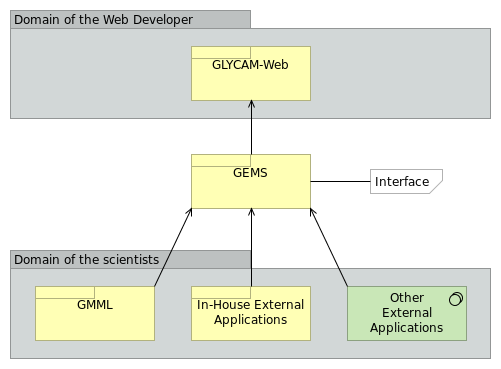 Domain of the Web Developer
GLYCAM-Web
GEMS
Interface
Domain of the scientists
GMML
In-House External
Applications
Other
External
Applications